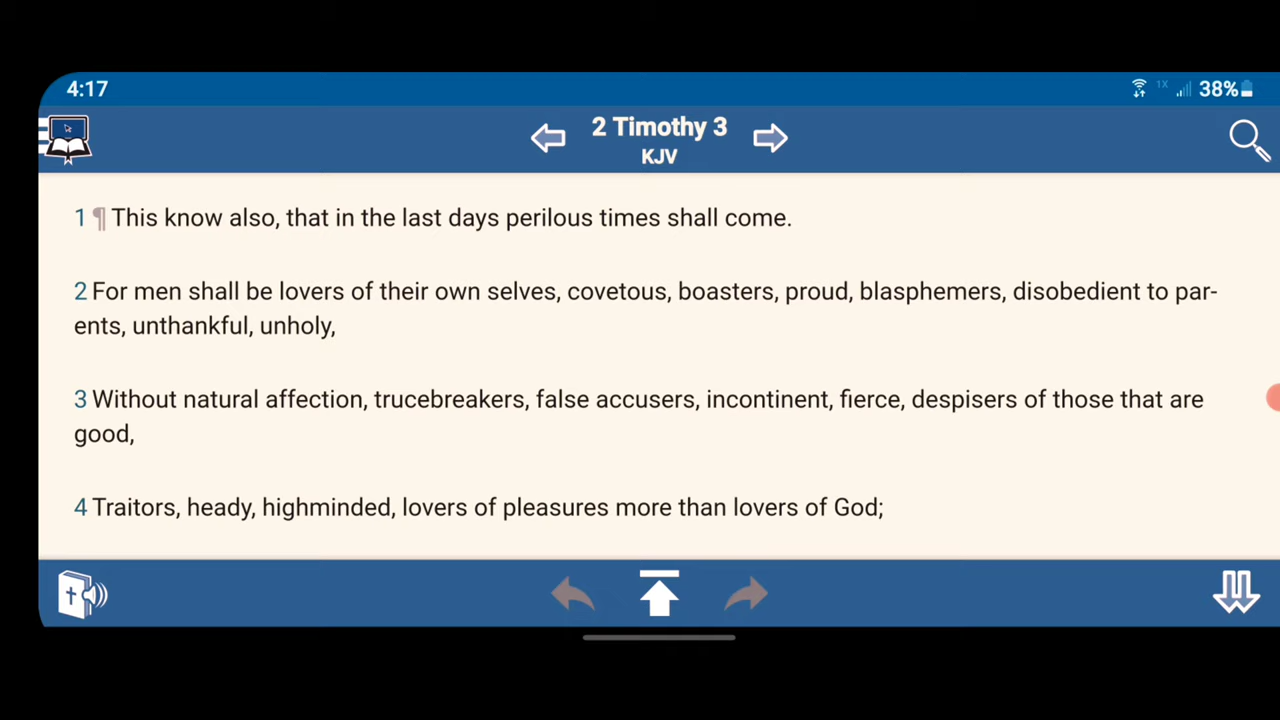 4:17
1X
38%
2 Timothy 3
KJV
1 ¶ This know also, that in the last days perilous times shall come.
2 For men shall be lovers of their own selves, covetous, boasters, proud, blasphemers, disobedient to par-
ents, unthankful, unholy,
3 Without natural affection, trucebreakers, false accusers, incontinent, fierce, despisers of those that are
good,
4 Traitors, heady, highminded, lovers of pleasures more than lovers of God;